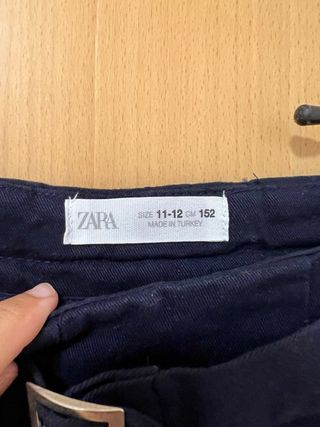 ZARA
SIZE 11-12 CM 152
MADE IN TURKEY